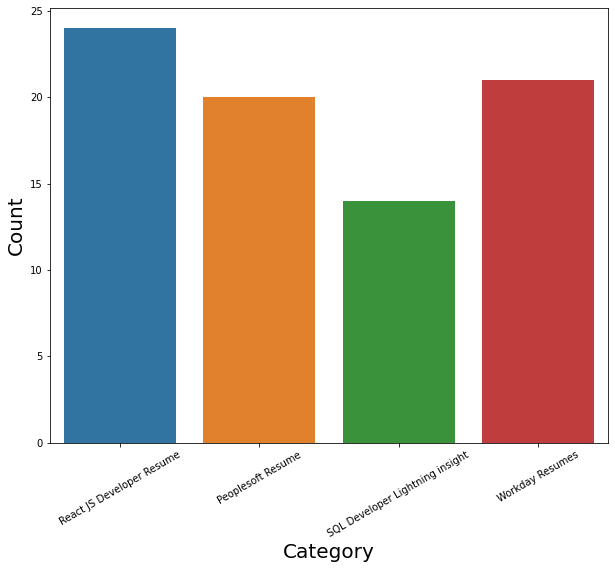 25
20
15
10
5
0
Count
React JS Developer Resume
Peoplesoft Resume
SQL Developer Lightning insight
Workday Resumes
Category